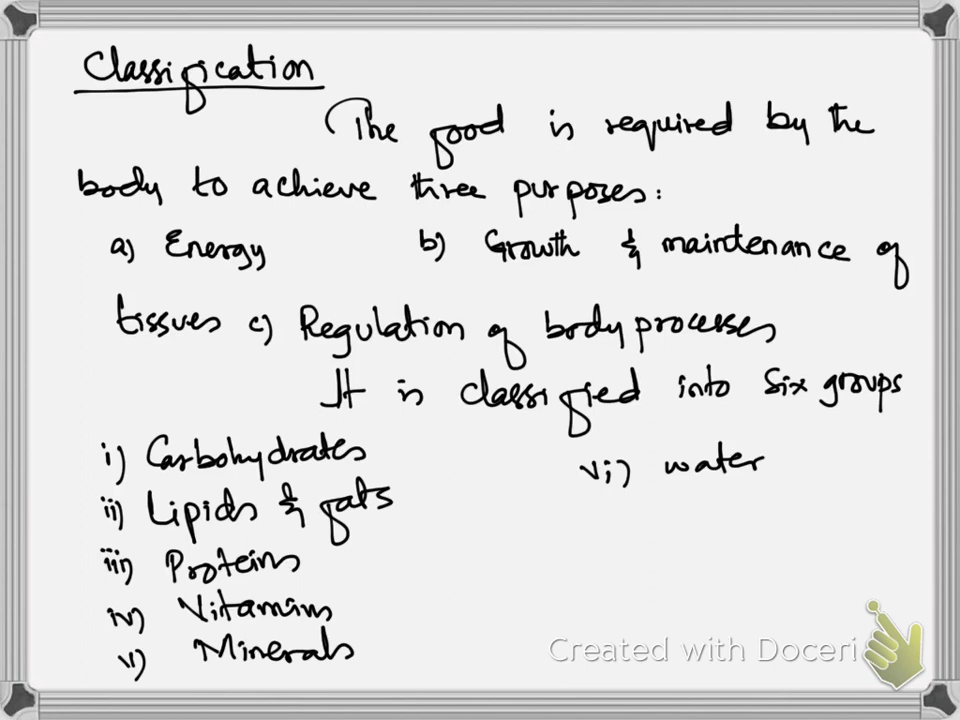 Classification
The food is required by the
body to achieve three purposes:
a) Energy b) Growth & maintenance of
tissues c) Regulation of body processes
It is classified into six groups
i) Carbohydrates vi) water
ii) Lipids & fats
iii) Proteins
iv) Vitamins
v) Minerals
Created with Doceri